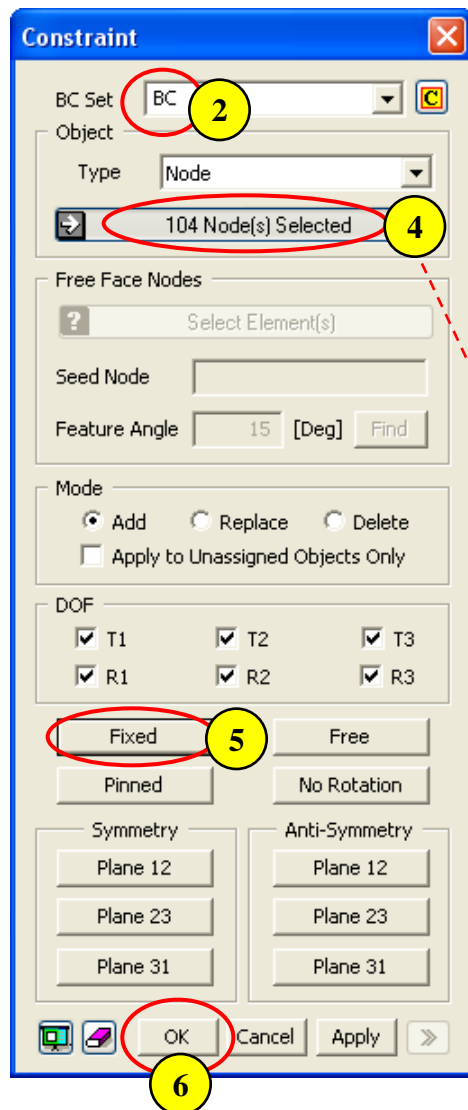 Constraint
BC Set BC 2 C
Object
Type Node
104 Node(s) Selected 4
Free Face Nodes
? Select Element(s)
Seed Node
Feature Angle 15 [Deg] Find
Mode
Add Replace Delete
Apply to Unassigned Objects Only
DOF
T1 T2 T3
R1 R2 R3
Fixed 5 Free
Pinned No Rotation
Symmetry Anti-Symmetry
Plane 12 Plane 12
Plane 23 Plane 23
Plane 31 Plane 31
OK Cancel Apply >>
6